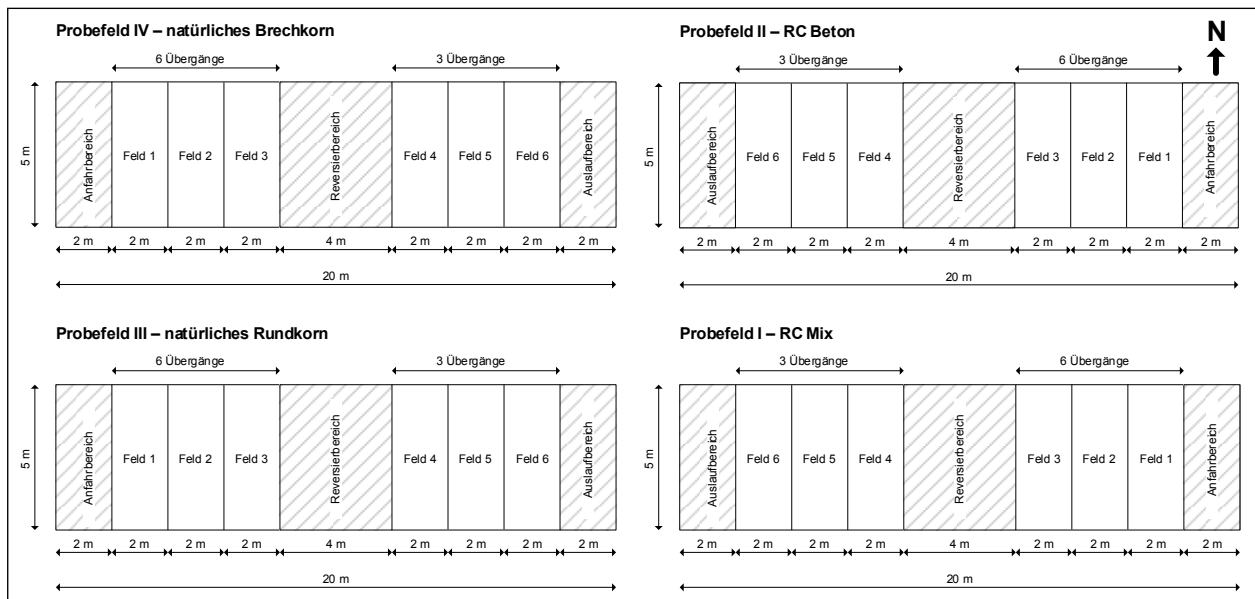 Probefeld IV – natürliches Brechkorn
6 Übergänge
3 Übergänge
5 m
Anfahrbereich
Feld 1
Feld 2
Feld 3
Reversierbereich
Feld 4
Feld 5
Feld 6
Auslaufbereich
2 m 2 m 2 m 2 m 4 m 2 m 2 m 2 m 2 m
20 m
Probefeld II – RC Beton
N
3 Übergänge
6 Übergänge
5 m
Auslaufbereich
Feld 6
Feld 5
Feld 4
Reversierbereich
Feld 3
Feld 2
Feld 1
Anfahrbereich
2 m 2 m 2 m 2 m 4 m 2 m 2 m 2 m 2 m
20 m
Probefeld III – natürliches Rundkorn
6 Übergänge
3 Übergänge
5 m
Anfahrbereich
Feld 1
Feld 2
Feld 3
Reversierbereich
Feld 4
Feld 5
Feld 6
Auslaufbereich
2 m 2 m 2 m 2 m 4 m 2 m 2 m 2 m 2 m
20 m
Probefeld I – RC Mix
3 Übergänge
6 Übergänge
5 m
Auslaufbereich
Feld 6
Feld 5
Feld 4
Reversierbereich
Feld 3
Feld 2
Feld 1
Anfahrbereich
2 m 2 m 2 m 2 m 4 m 2 m 2 m 2 m 2 m
20 m